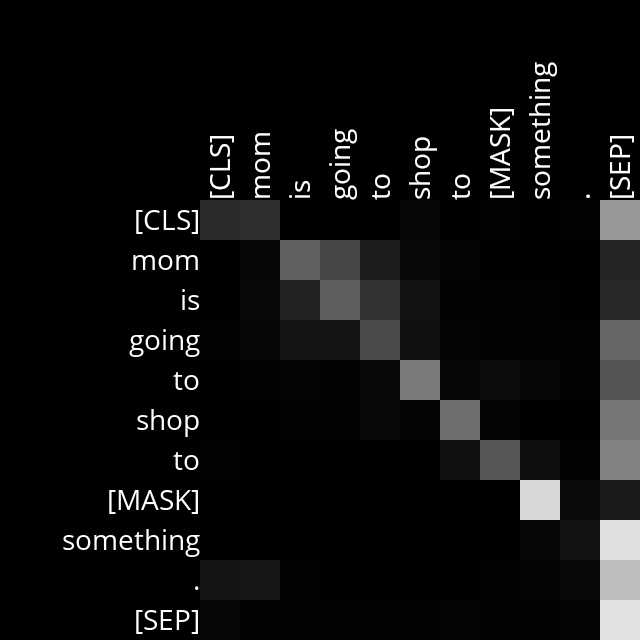 [CLS] mom is going to shop to [MASK] something . [SEP]
[CLS]
mom
is
going
to
shop
to
[MASK]
something
.
[SEP]